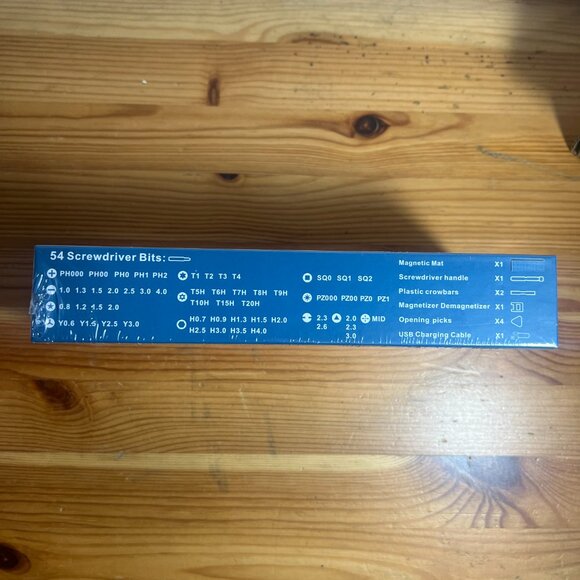 54 Screwdriver Bits:
PH000 PH00 PH0 PH1 PH2
1.0 1.3 1.5 2.0 2.5 3.0 4.0
0.8 1.2 1.5 2.0
Y0.6 Y1.5 Y2.5 Y3.0
T1 T2 T3 T4
T5H T6H T7H T8H T9H
T10H T15H T20H
H0.7 H0.9 H1.3 H1.5 H2.0
H2.5 H3.0 H3.5 H4.0
SQ0 SQ1 SQ2
PZ000 PZ00 PZ0 PZ1
2.3
2.6
2.0
2.3
3.0
MID
Magnetic Mat X1
Screwdriver handle X1
Plastic crowbars X2
Magnetizer Demagnetizer X1
Opening picks X4
USB Charging Cable X1